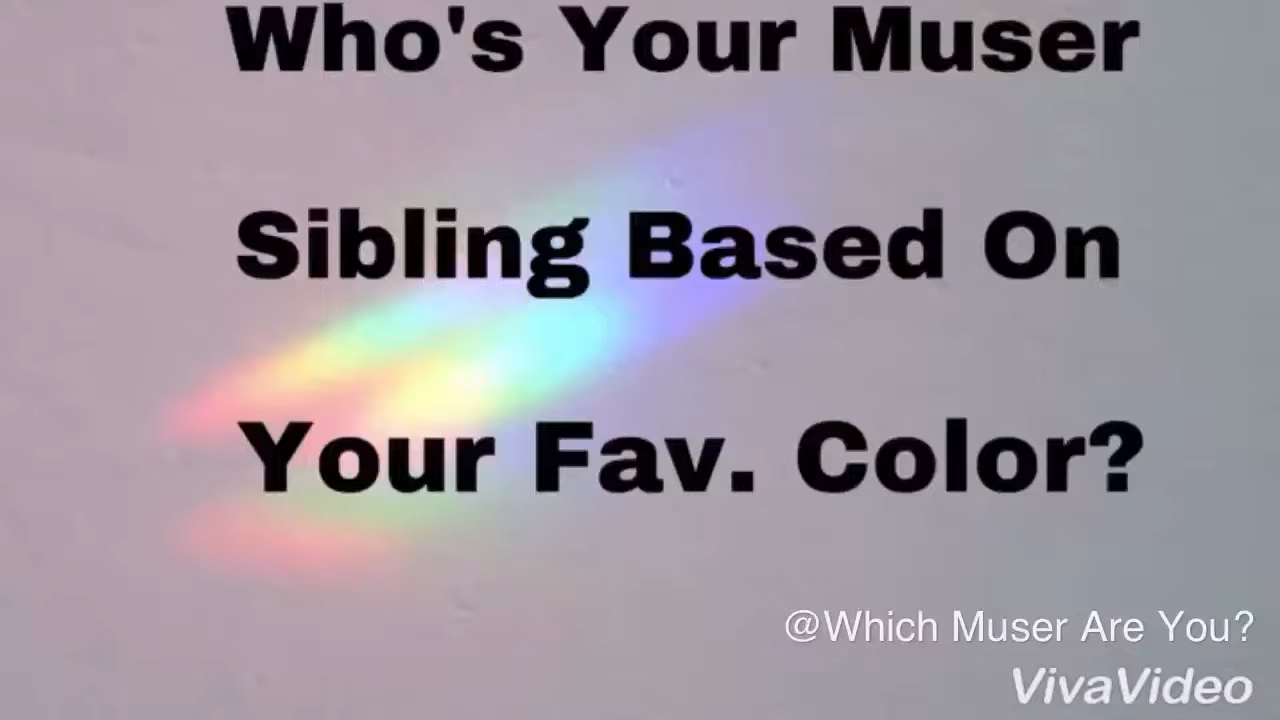 Who's Your Muser
Sibling Based On
Your Fav. Color?
@Which Muser Are You?
VivaVideo